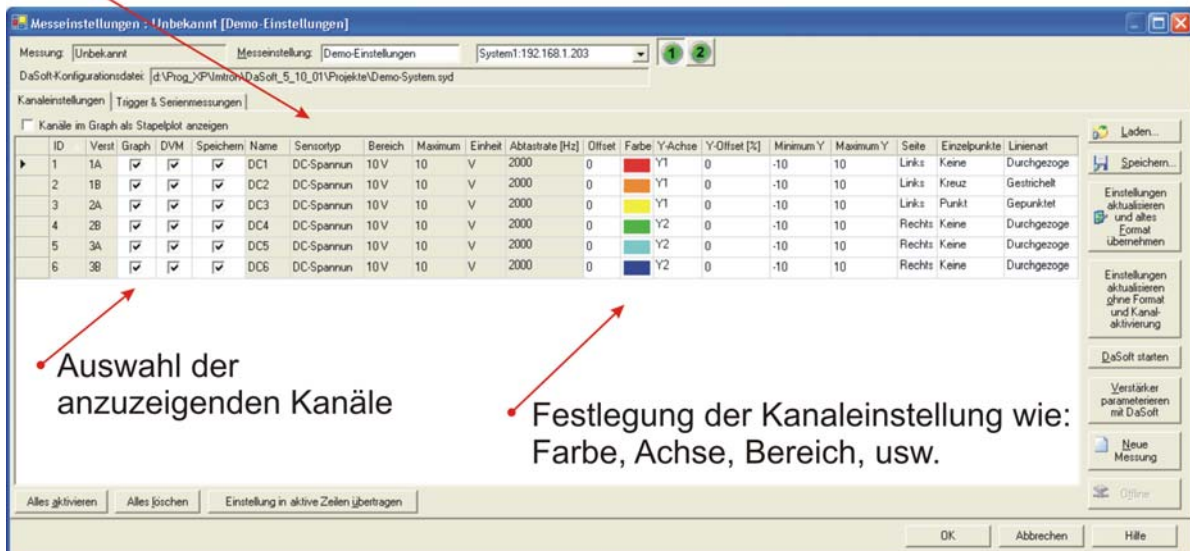 Messeinstellungen : Unbekannt [Demo-Einstellungen]
Messung: Unbekannt Messeinstellung: Demo-Einstellungen System1:192.168.1.203 1 2
DaSoft-Konfigurationsdatei: d:\Prog_XP\Imtron\DaSoft_5_10_01\Projekte\Demo-System.syd
Kanaleinstellungen Trigger & Serienmessungen
Kanäle im Graph als Stapelplot anzeigen
ID Verst Graph DVM Speichern Name Sensortyp Bereich Maximum Einheit Abtastrate [Hz] Offset Farbe Y-Achse Y-Offset [%] Minimum Y Maximum Y Seite Einzelpunkte Linienart
1 1A DC1 DC-Spannun 10 V 10 V 2000 0 Y1 0 -10 10 Links Keine Durchgezoge
2 1B DC2 DC-Spannun 10 V 10 V 2000 0 Y1 0 -10 10 Links Kreuz Gestrichelt
3 2A DC3 DC-Spannun 10 V 10 V 2000 0 Y1 0 -10 10 Links Punkt Gepunktet
4 2B DC4 DC-Spannun 10 V 10 V 2000 0 Y2 0 -10 10 Rechts Keine Durchgezoge
5 3A DC5 DC-Spannun 10 V 10 V 2000 0 Y2 0 -10 10 Rechts Keine Durchgezoge
6 3B DC6 DC-Spannun 10 V 10 V 2000 0 Y2 0 -10 10 Rechts Keine Durchgezoge
Auswahl der
anzuzeigenden Kanäle
Festlegung der Kanaleinstellung wie:
Farbe, Achse, Bereich, usw.
Laden...
Speichern...
Einstellungen
aktualisieren
und altes
Format
übernehmen
Einstellungen
aktualisieren
ohne Format
und Kanal-
aktivierung
DaSoft starten
Verstärker
parameterieren
mit DaSoft
Neue
Messung
Offline
Alles aktivieren Alles löschen Einstellung in aktive Zeilen übertragen
OK Abbrechen Hilfe